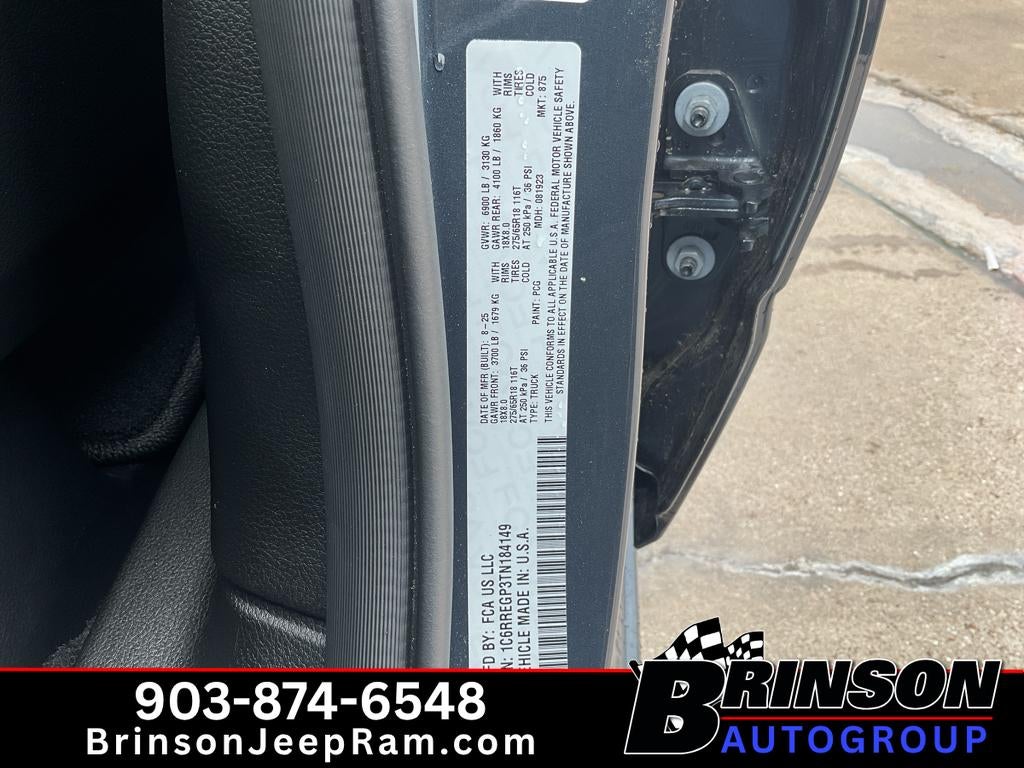 MFD BY: FCA US LLC
1C6RREGP3TN184149
VEHICLE MADE IN: U.S.A.
DATE OF MFR (BUILT): 8-25
GVWR: 6900 LB / 3130 KG
GAWR FRONT: 3700 LB / 1679 KG WITH
18X8.0 RIMS
275/65R18 116T TIRES
AT 250 kPa / 36 PSI COLD
GAWR REAR: 4100 LB / 1860 KG WITH
18X8.0 RIMS
275/65R18 116T TIRES
AT 250 kPa / 36 PSI COLD
TYPE: TRUCK PAINT: PCG MDH: 081923 MKT: 875
THIS VEHICLE CONFORMS TO ALL APPLICABLE U.S.A. FEDERAL MOTOR VEHICLE SAFETY
STANDARDS IN EFFECT ON THE DATE OF MANUFACTURE SHOWN ABOVE.
903-874-6548
BrinsonJeepRam.com
BRINSON
AUTOGROUP